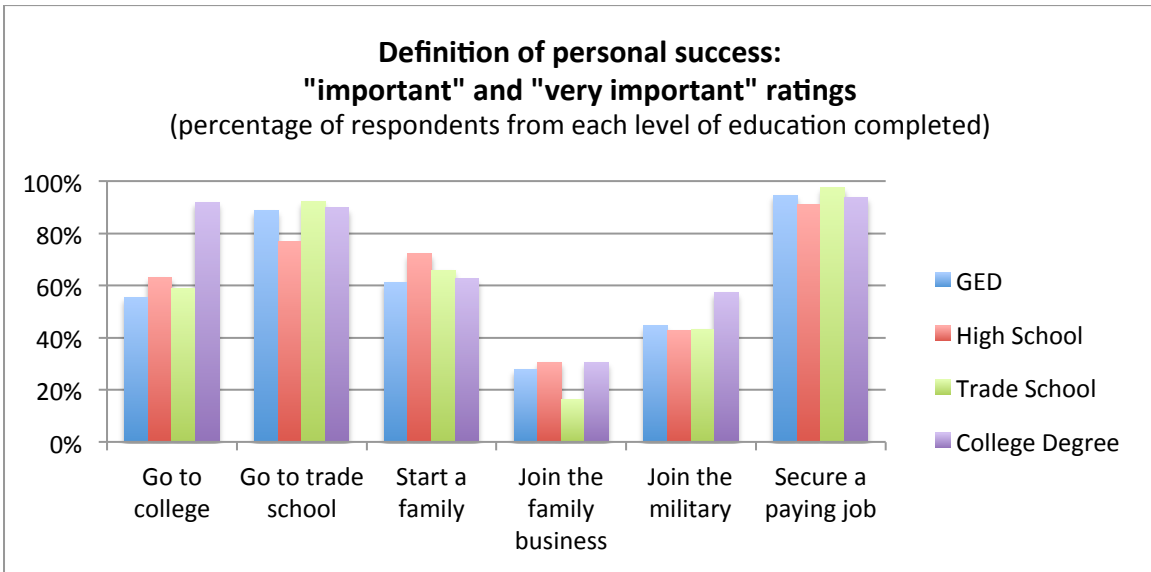 Definition of personal success:
"important" and "very important" ratings
(percentage of respondents from each level of education completed)
100%
80%
60%
40%
20%
0%
Go to
college
Go to trade
school
Start a
family
Join the
family
business
Join the
military
Secure a
paying job
GED
High School
Trade School
College Degree